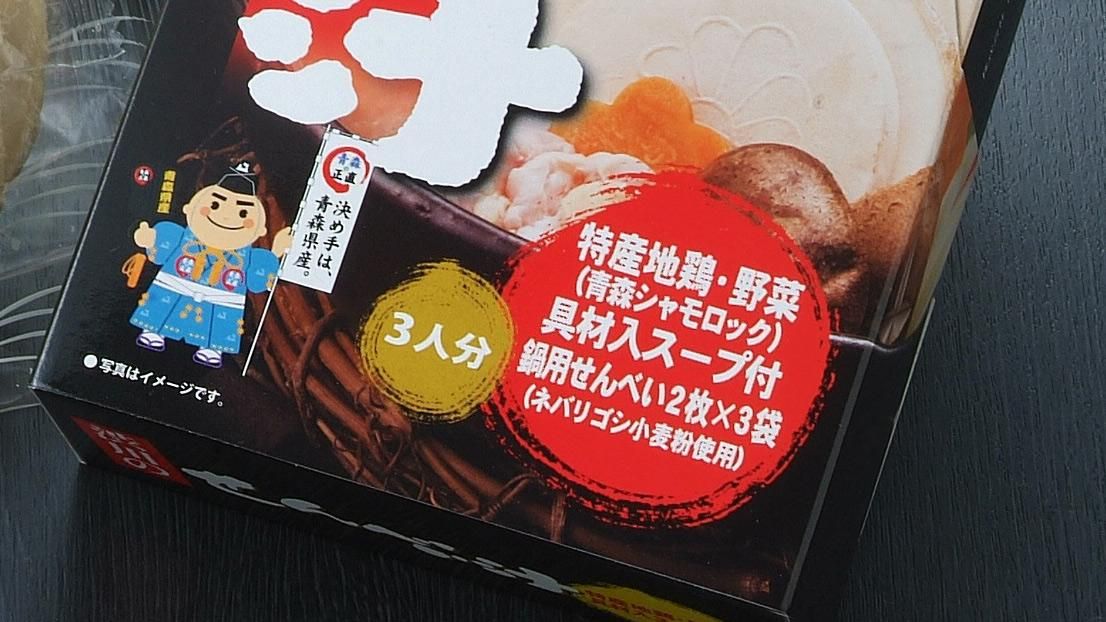 汁
青森
正直
決め手は、
青森県産。
3人分
特産地鶏・野菜
(青森シャモロック)
具材入スープ付
鍋用せんべい2枚×3袋
(ネバリゴシ小麦粉使用)
●写真はイメージです。